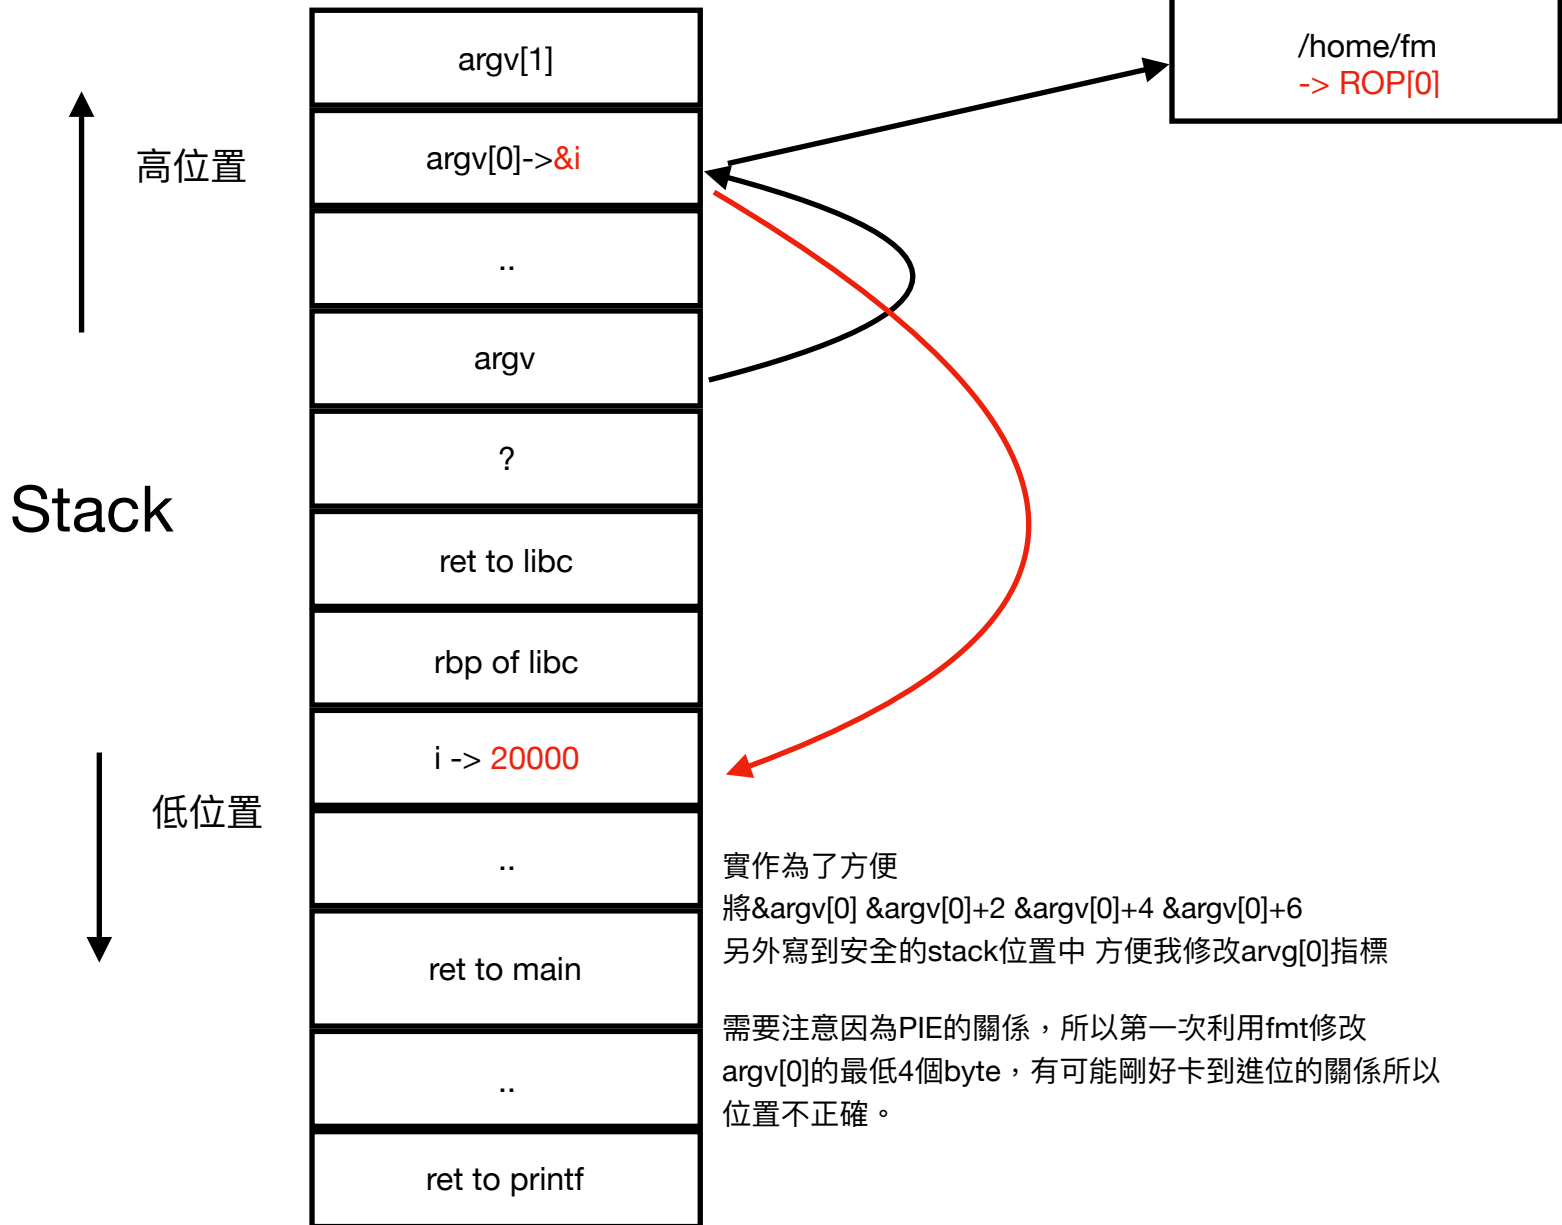 argv[1]
/home/fm
-> ROP[0]
高位置
argv[0]->&i
..
argv
?
Stack
ret to libc
rbp of libc
i -> 20000
低位置
..
實作為了方便
將&argv[0] &argv[0]+2 &argv[0]+4 &argv[0]+6
另外寫到安全的stack位置中 方便我修改arvg[0]指標
ret to main
需要注意因為PIE的關係，所以第一次利用fmt修改
argv[0]的最低4個byte，有可能剛好卡到進位的關係所以
位置不正確。
..
ret to printf